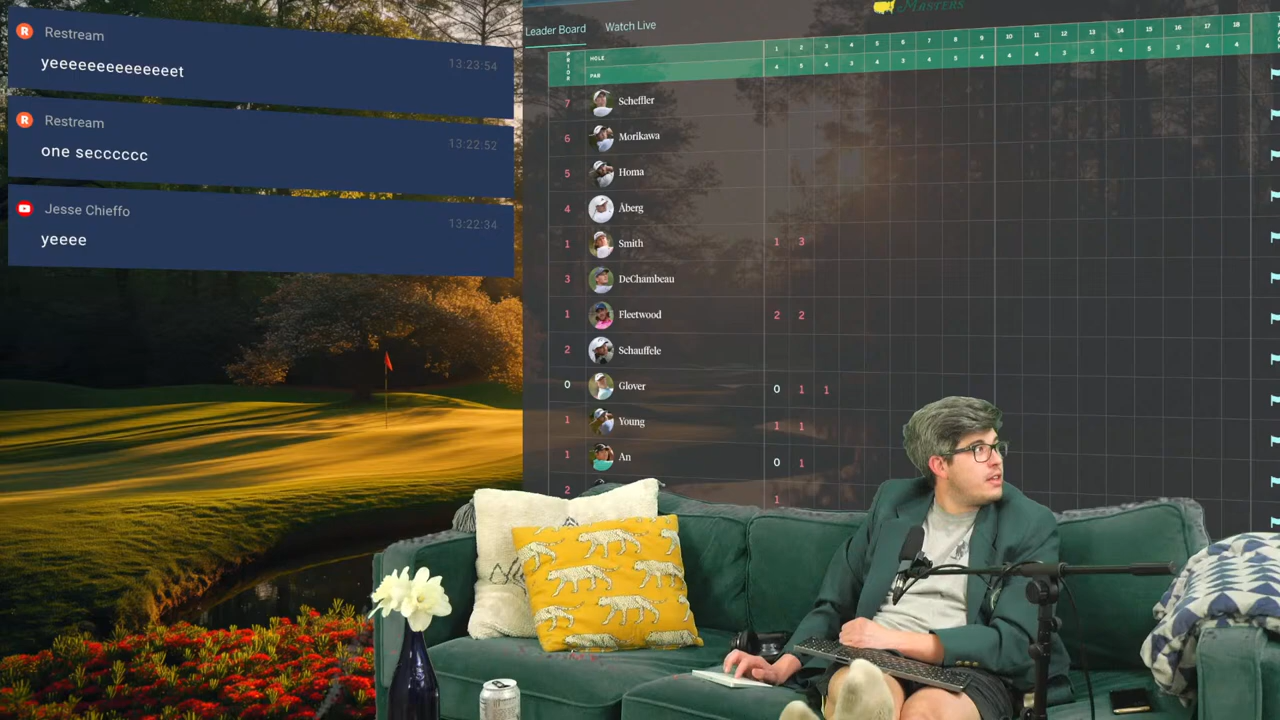 Restream
13:23:54
yeeeeeeeeeeeeeet
Restream
13:22:52
one secccccc
Jesse Chieffo
13:22:34
yeeee
Leader Board
Watch Live
MASTERS
PRIOR
HOLE 1 2 3 4 5 6 7 8 9 10 11 12 13 14 15 16 17 18
PAR 4 5 4 3 4 3 4 5 4 4 4 3 5 4 5 3 4 4
7 Scheffler
6 Morikawa
5 Homa
4 Åberg
1 Smith 1 3
3 DeChambeau
1 Fleetwood 2 2
2 Schauffele
0 Glover 0 1 1
1 Young 1 1
1 An 0 1
2 1